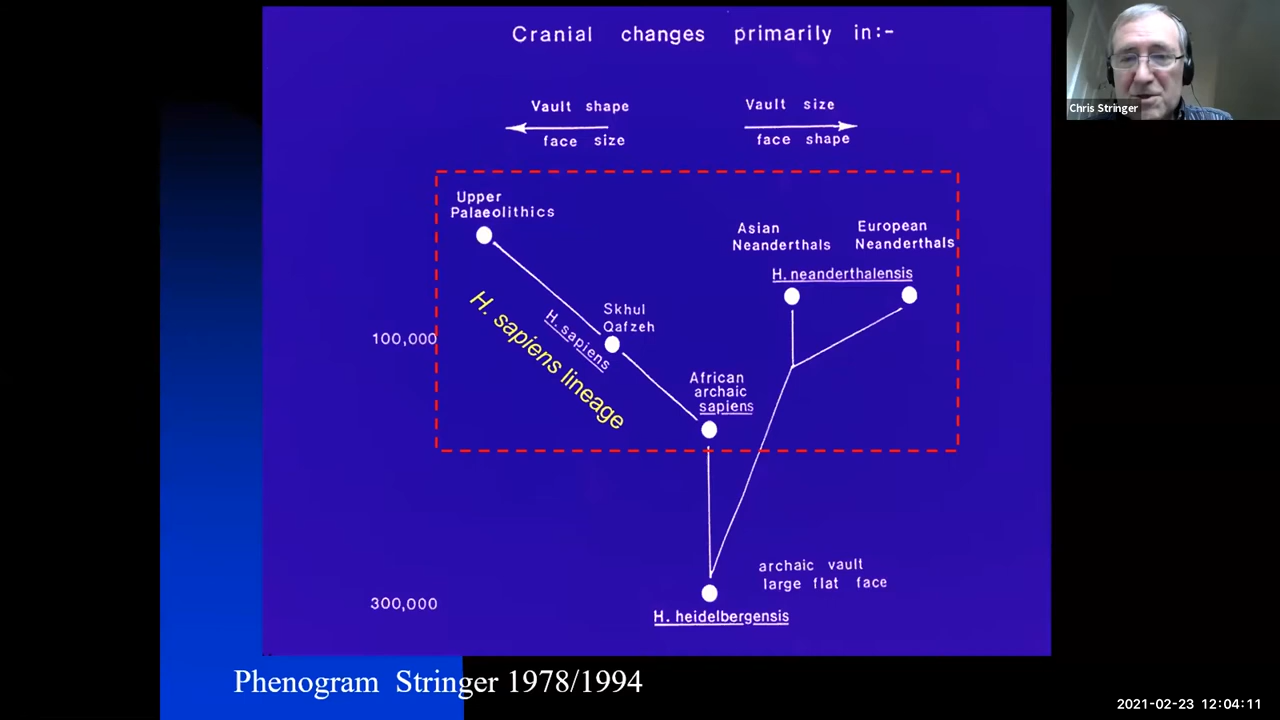 Cranial changes primarily in:-
Vault shape
face size
Vault size
face shape
Upper
Palaeolithics
Asian
Neanderthals
European
Neanderthals
H. neanderthalensis
Skhul
Qafzeh
H. sapiens
H. sapiens lineage
100,000
African
archaic
sapiens
archaic vault
large flat face
300,000
H. heidelbergensis
Phenogram Stringer 1978/1994
Chris Stringer
2021-02-23 12:04:11